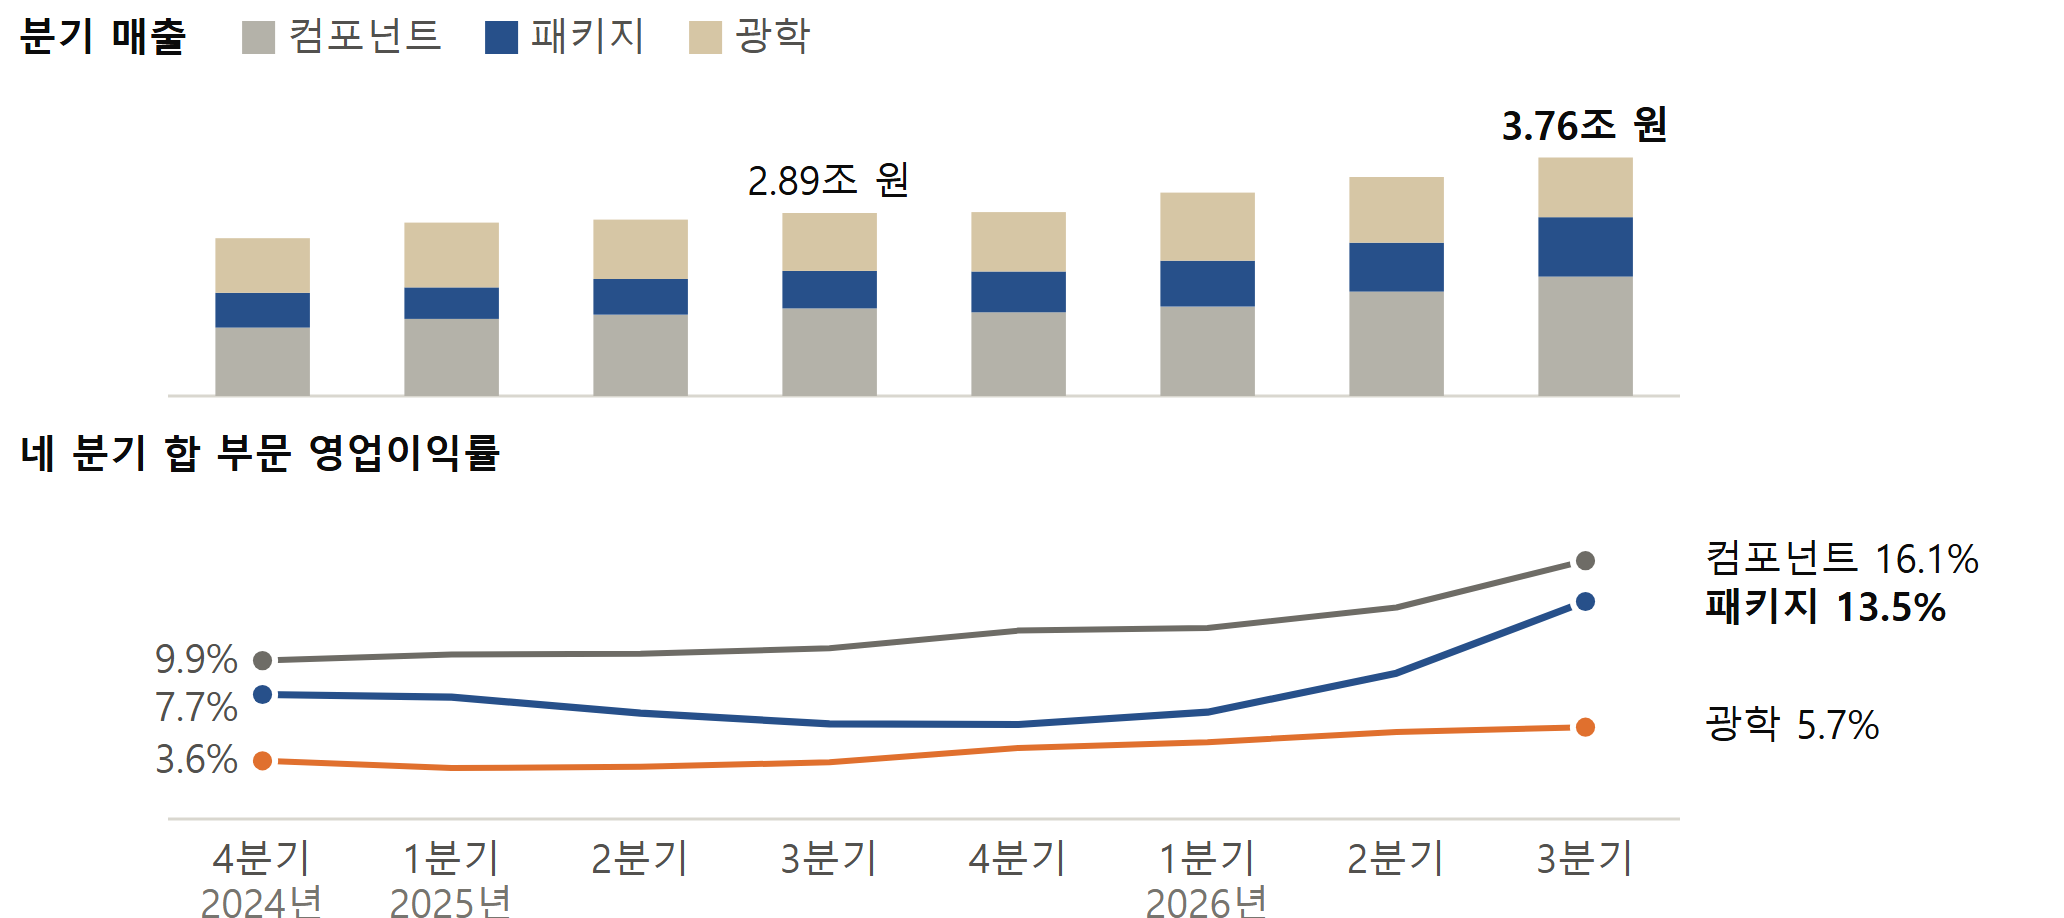 분기 매출 컴포넌트 패키지 광학
3.76조 원
2.89조 원
네 분기 합 부문 영업이익률
컴포넌트 16.1%
패키지 13.5%
9.9%
7.7%
광학 5.7%
3.6%
4분기 1분기 2분기 3분기 4분기 1분기 2분기 3분기
2024년 2025년 2026년